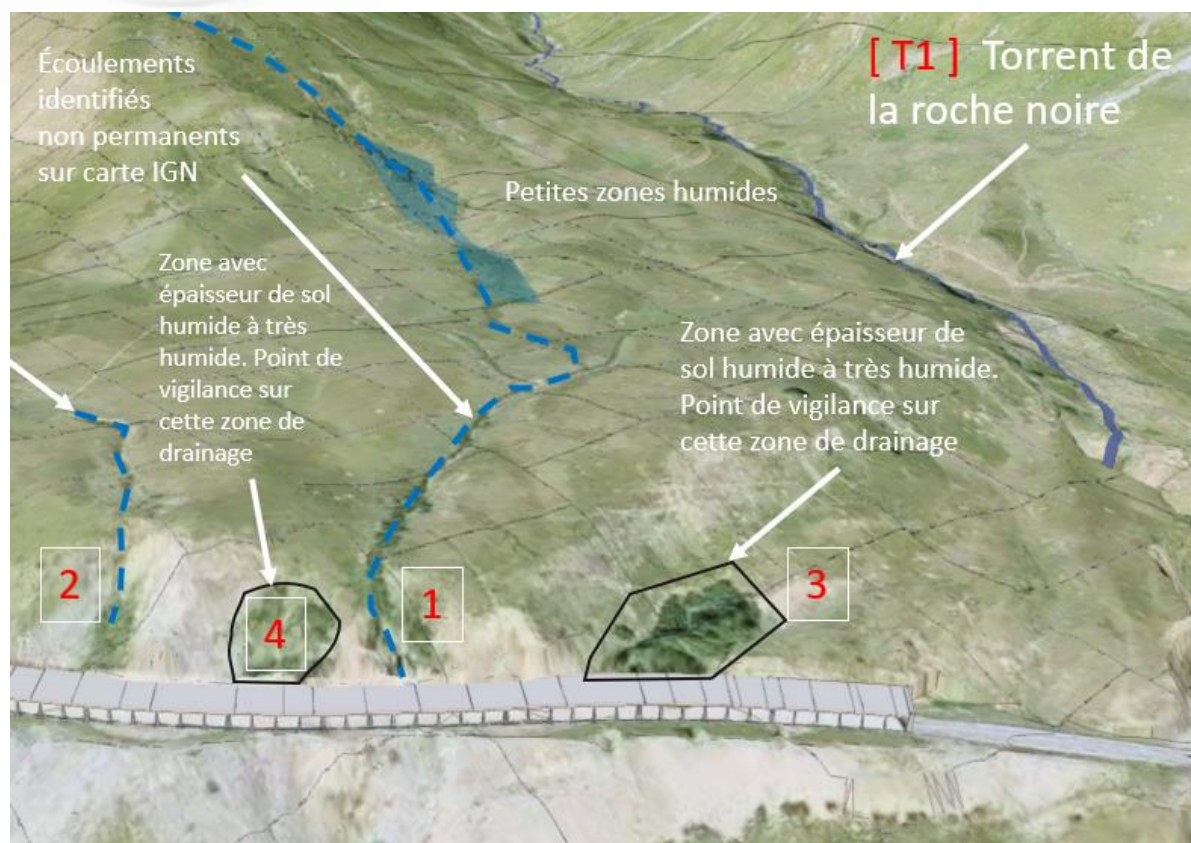 Écoulements
identifiés
non permanents
sur carte IGN
[ T1 ] Torrent de
la roche noire
Petites zones humides
Zone avec
épaisseur de sol
humide à très
humide. Point de
vigilance sur
cette zone de
drainage
Zone avec épaisseur de
sol humide à très humide.
Point de vigilance sur
cette zone de drainage
2
4
1
3